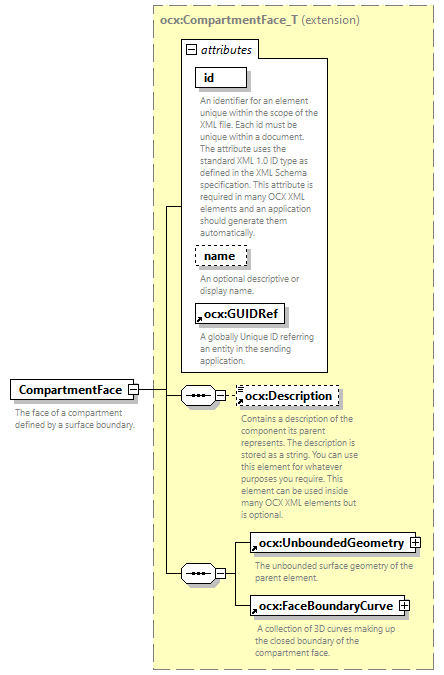 ocx:CompartmentFace_T (extension)
attributes
id
An identifier for an element
unique within the scope of the
XML file. Each id must be
unique within a document.
The attribute uses the
standard XML 1.0 ID type as
defined in the XML Schema
specification. This attribute is
required in many OCX XML
elements and an application
should generate them
automatically.
name
An optional descriptive or
display name.
ocx:GUIDRef
A globally Unique ID referring
an entity in the sending
application.
CompartmentFace
The face of a compartment
defined by a surface boundary.
ocx:Description
Contains a description of the
component its parent
represents. The description is
stored as a string. You can use
this element for whatever
purposes you require. This
element can be used inside
many OCX XML elements but
is optional.
ocx:UnboundedGeometry
The unbounded surface geometry of the
parent element.
ocx:FaceBoundaryCurve
A collection of 3D curves making up
the closed boundary of the
compartment face.